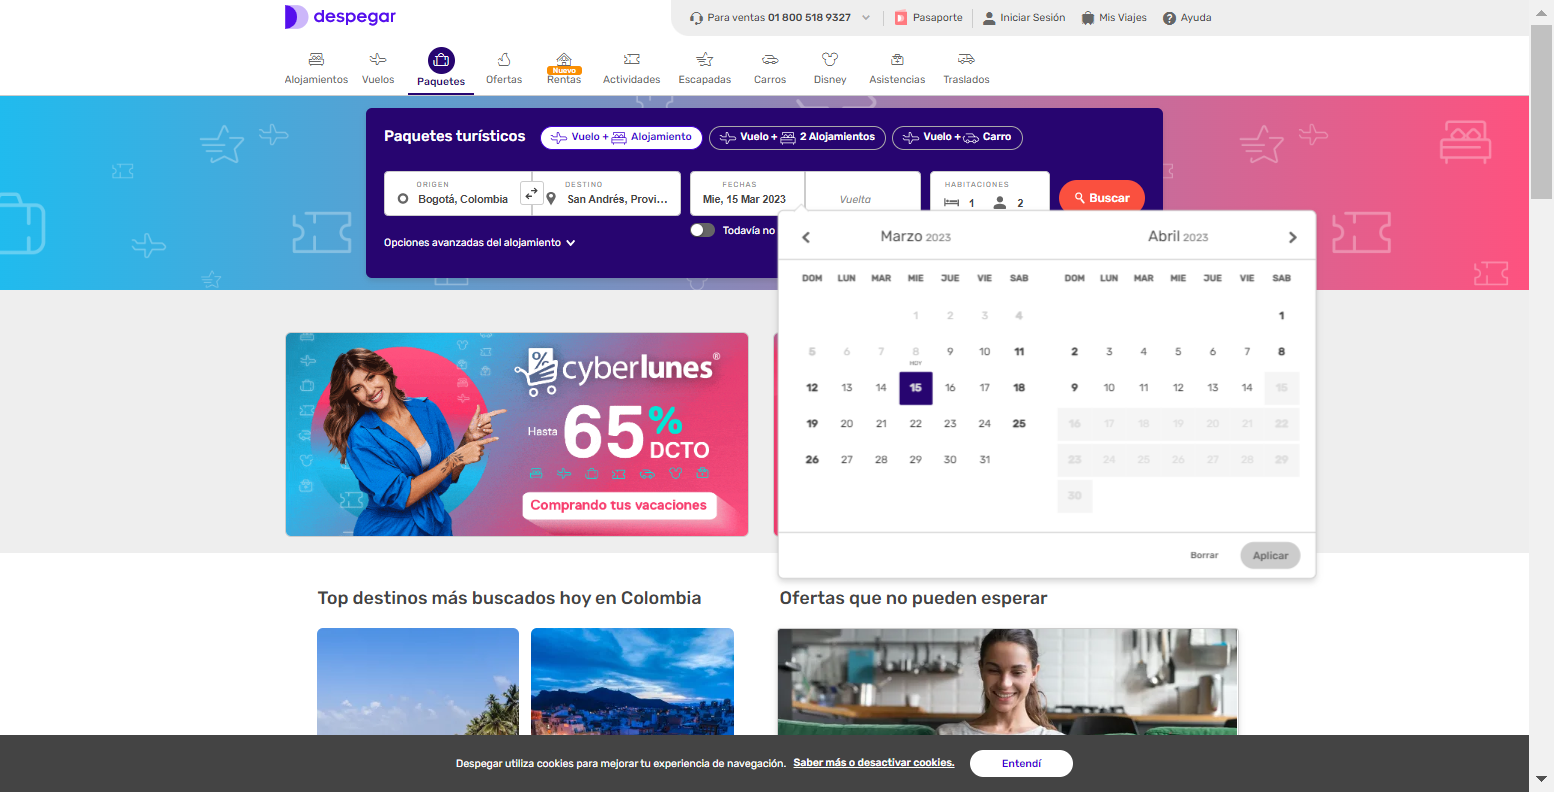 despegar
Para ventas 01 800 518 9327
Pasaporte
Iniciar Sesión
Mis Viajes
Ayuda
Alojamientos
Vuelos
Paquetes
Ofertas
Nuevo
Rentas
Actividades
Escapadas
Carros
Disney
Asistencias
Traslados
Paquetes turísticos
Vuelo + Alojamiento
Vuelo + 2 Alojamientos
Vuelo + Carro
ORIGEN
Bogotá, Colombia
DESTINO
San Andrés, Provi...
FECHAS
Mie, 15 Mar 2023
Vuelta
HABITACIONES
1 2
Buscar
Todavía no
Opciones avanzadas del alojamiento
Marzo 2023
DOM LUN MAR MIE JUE VIE SAB
1 2 3 4
5 6 7 8 9 10 11
HOY
12 13 14 15 16 17 18
19 20 21 22 23 24 25
26 27 28 29 30 31
Abril 2023
DOM LUN MAR MIE JUE VIE SAB
1
2 3 4 5 6 7 8
9 10 11 12 13 14 15
16 17 18 19 20 21 22
23 24 25 26 27 28 29
30
Borrar
Aplicar
% cyberlunes®
Hasta 65% DCTO
Comprando tus vacaciones
Top destinos más buscados hoy en Colombia
Ofertas que no pueden esperar
Despegar utiliza cookies para mejorar tu experiencia de navegación. Saber más o desactivar cookies.
Entendí